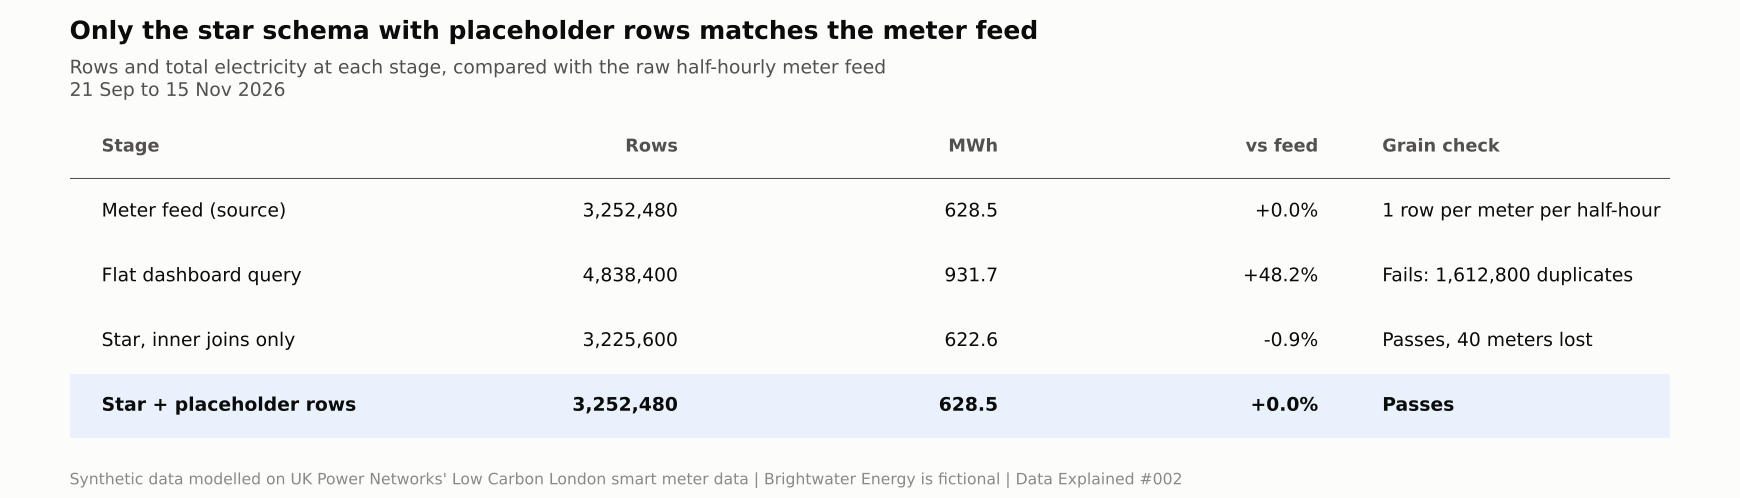 Only the star schema with placeholder rows matches the meter feed
Rows and total electricity at each stage, compared with the raw half-hourly meter feed
21 Sep to 15 Nov 2026
Stage Rows MWh vs feed Grain check
Meter feed (source) 3,252,480 628.5 +0.0% 1 row per meter per half-hour
Flat dashboard query 4,838,400 931.7 +48.2% Fails: 1,612,800 duplicates
Star, inner joins only 3,225,600 622.6 -0.9% Passes, 40 meters lost
Star + placeholder rows 3,252,480 628.5 +0.0% Passes
Synthetic data modelled on UK Power Networks' Low Carbon London smart meter data | Brightwater Energy is fictional | Data Explained #002